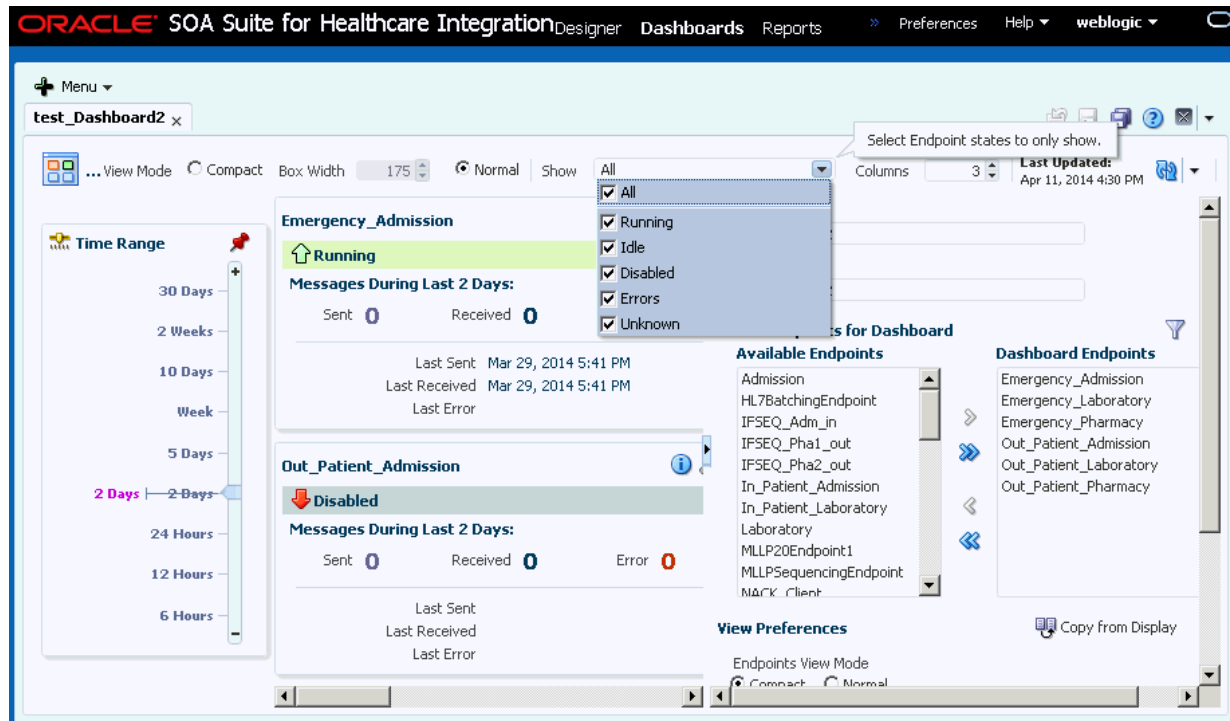 ORACLE SOA Suite for Healthcare Integration Designer Dashboards Reports » Preferences Help weblogic
Menu
test_Dashboard2 x
Select Endpoint states to only show.
...View Mode Compact Box Width 175 Normal Show All Columns 3 Last Updated:
Apr 11, 2014 4:30 PM
All
Running
Idle
Disabled
Errors
Unknown
Time Range
30 Days
2 Weeks
10 Days
Week
5 Days
2 Days 2 Days
24 Hours
12 Hours
6 Hours
Emergency_Admission
Running
Messages During Last 2 Days:
Sent 0 Received 0
Last Sent Mar 29, 2014 5:41 PM
Last Received Mar 29, 2014 5:41 PM
Last Error
Out_Patient_Admission
Disabled
Messages During Last 2 Days:
Sent 0 Received 0 Error 0
Last Sent
Last Received
Last Error
for Dashboard
Available Endpoints
Admission
HL7BatchingEndpoint
IFSEQ_Adm_in
IFSEQ_Pha1_out
IFSEQ_Pha2_out
In_Patient_Admission
In_Patient_Laboratory
Laboratory
MLLP20Endpoint1
MLLPSequencingEndpoint
NACK_Client
Dashboard Endpoints
Emergency_Admission
Emergency_Laboratory
Emergency_Pharmacy
Out_Patient_Admission
Out_Patient_Laboratory
Out_Patient_Pharmacy
View Preferences
Copy from Display
Endpoints View Mode
Compact Normal